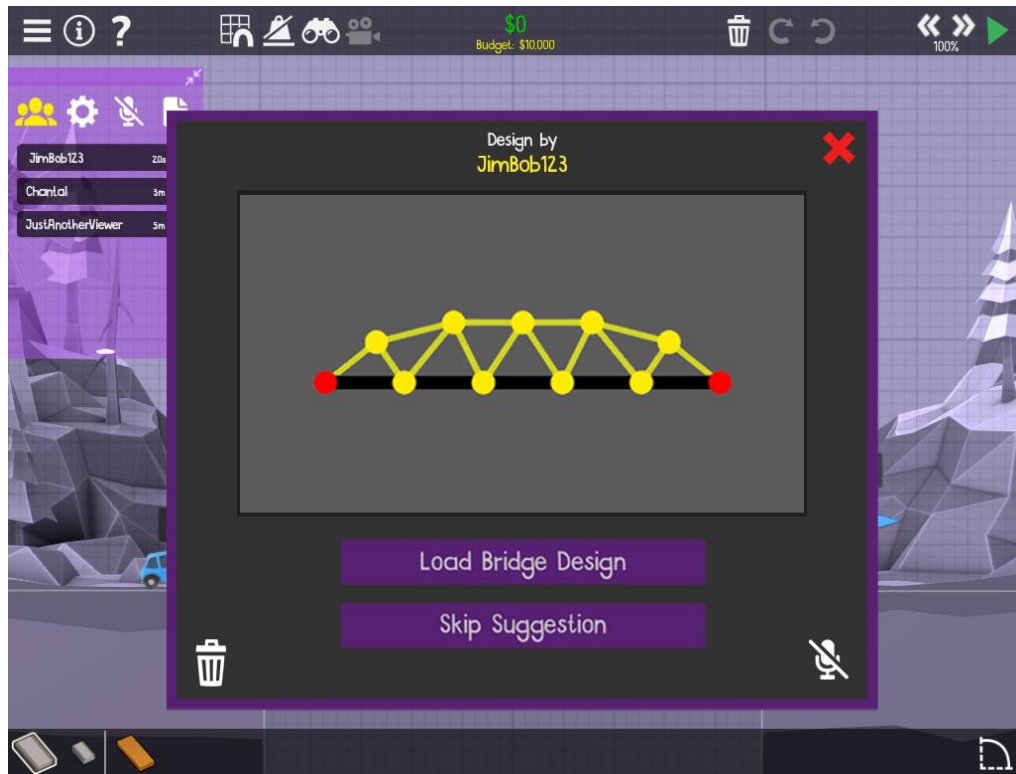 $0
Budget: $10,000
100%
JimBob123 20s
Chantal 3m
JustAnotherViewer 5m
Design by
JimBob123
Load Bridge Design
Skip Suggestion